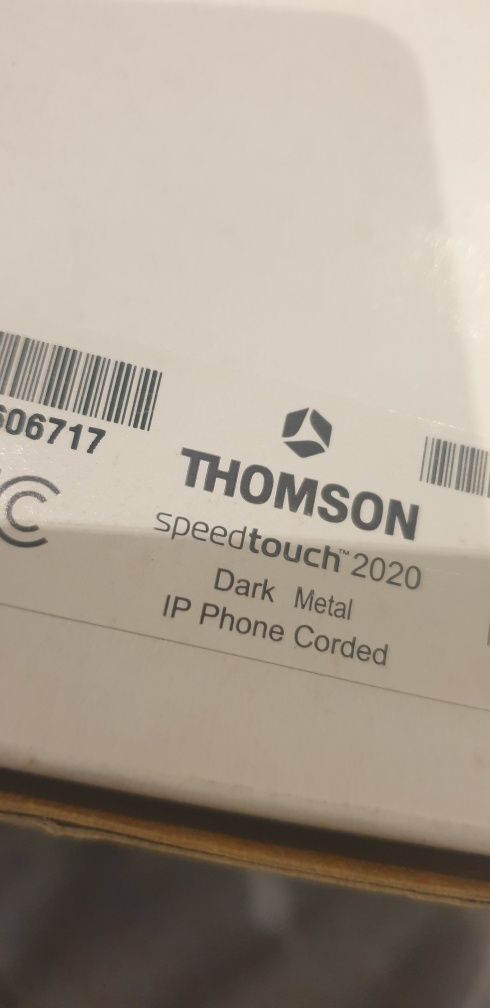 606717
THOMSON
speedtouch™ 2020
Dark Metal
IP Phone Corded